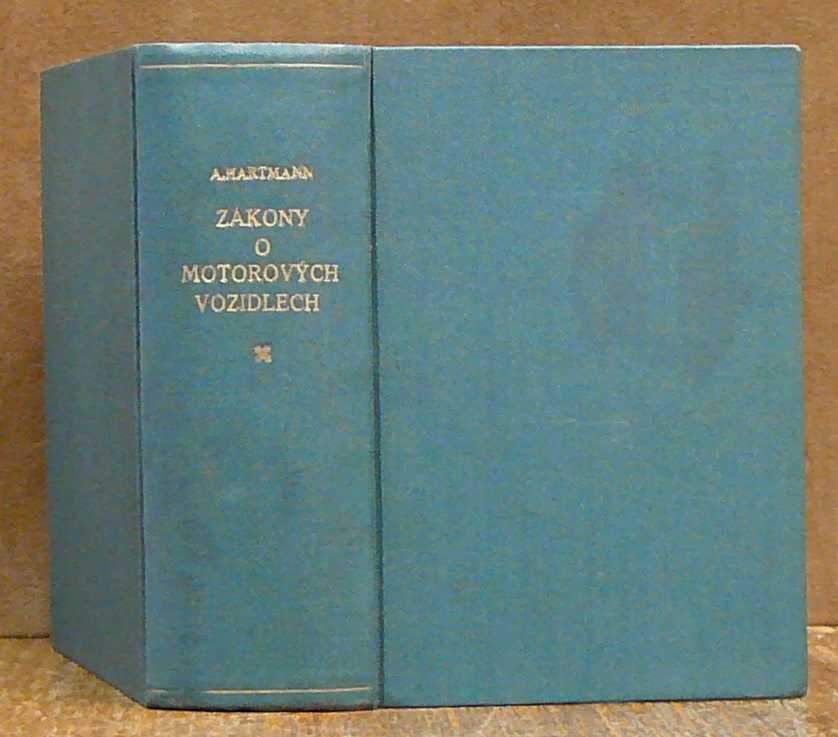 A. HARTMANN
ZÁKONY
O
MOTOROVÝCH
VOZIDLECH